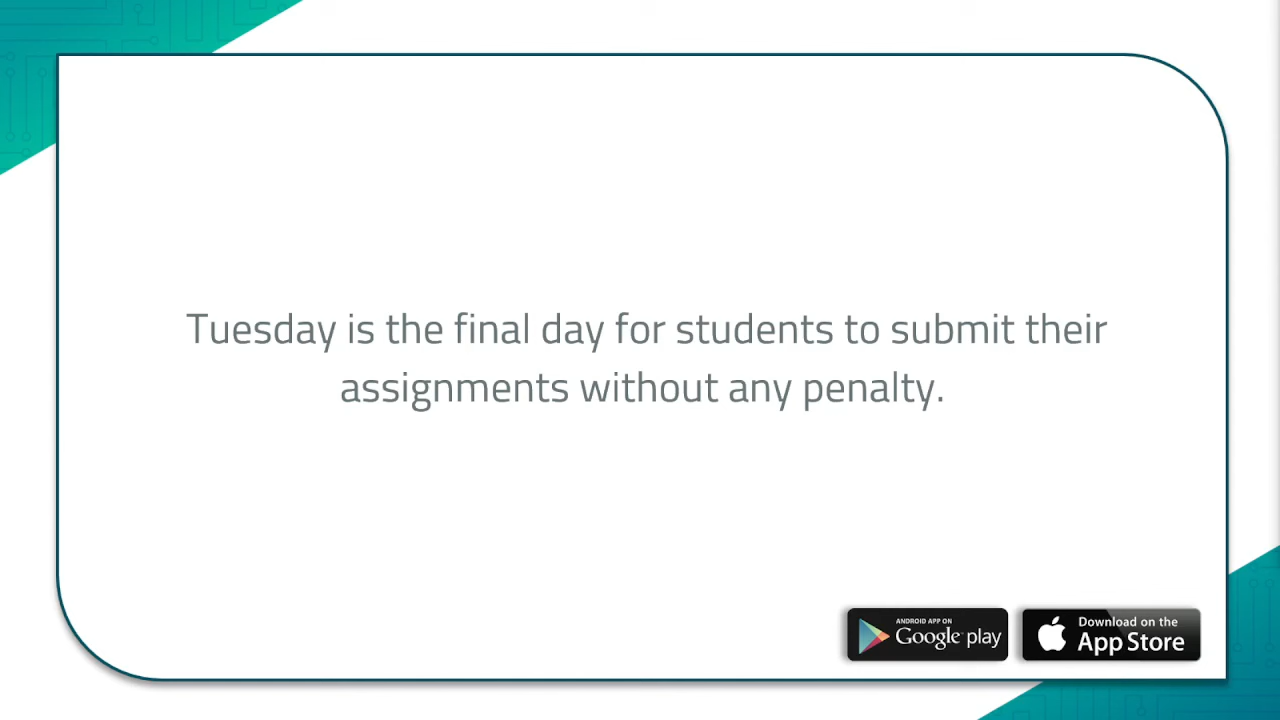 Tuesday is the final day for students to submit their
assignments without any penalty.
ANDROID APP ON
Google play
Download on the
App Store